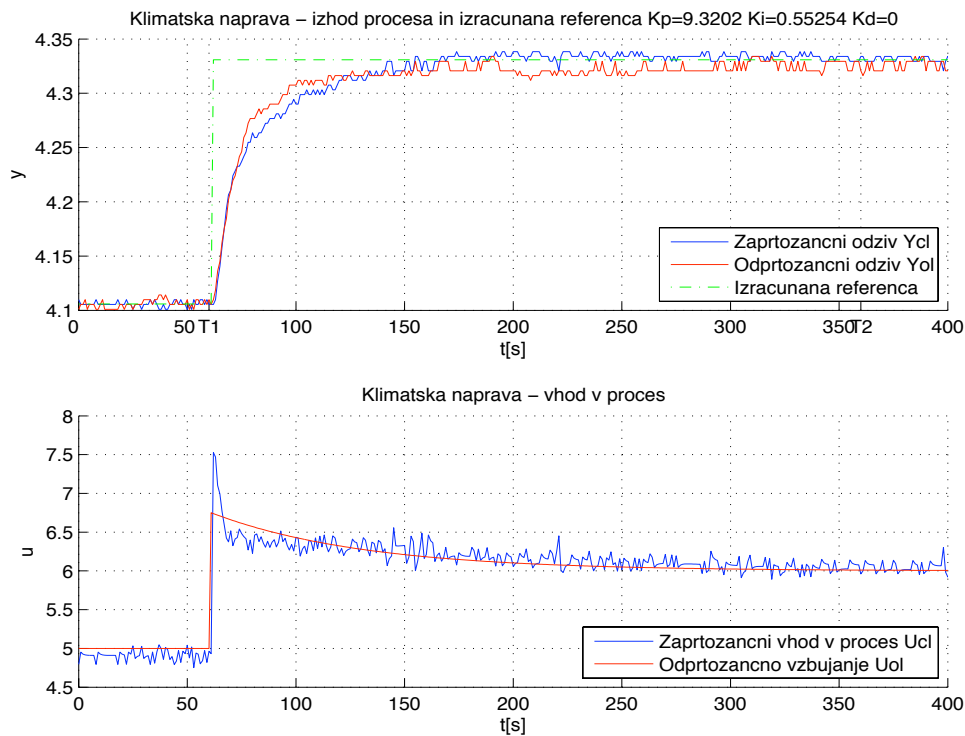 Klimatska naprava – izhod procesa in izracunana referenca Kp=9.3202 Ki=0.55254 Kd=0
4.35
4.3
4.25
4.2
4.15
4.1
y
Zaprtozancni odziv Ycl
Odprtozancni odziv Yol
Izracunana referenca
0 50 T1 100 150 200 250 300 350 T2 400
t[s]
Klimatska naprava – vhod v proces
8
7.5
7
6.5
6
5.5
5
4.5
u
Zaprtozancni vhod v proces Ucl
Odprtozancno vzbujanje Uol
0 50 100 150 200 250 300 350 400
t[s]